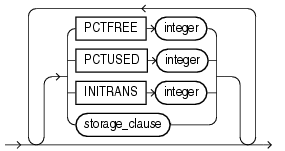 PCTFREE integer
PCTUSED integer
INITRANS integer
storage_clause